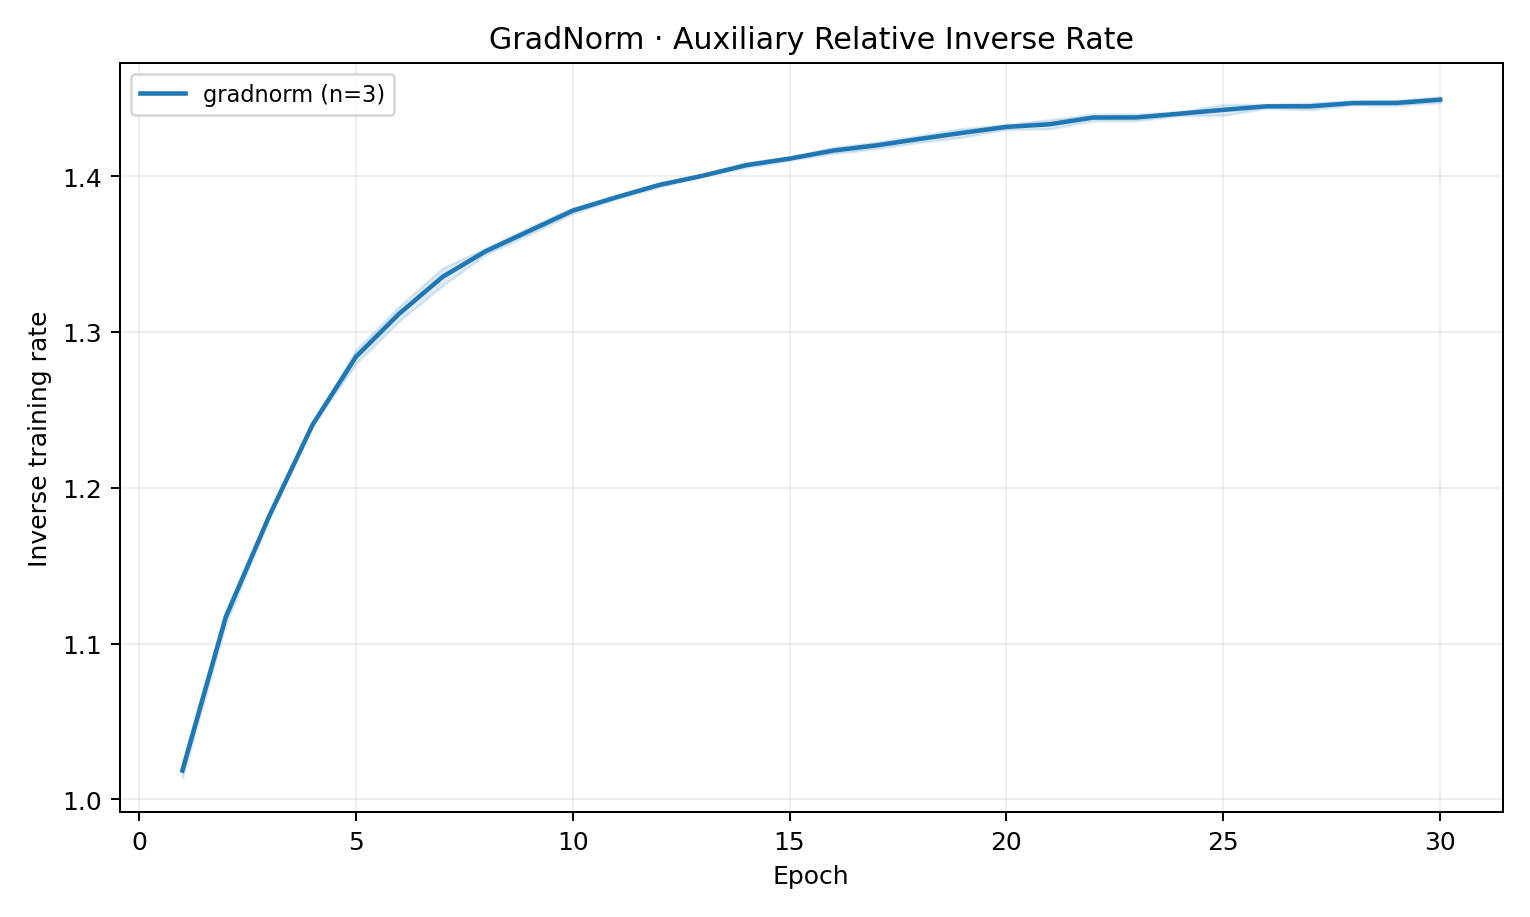 GradNorm · Auxiliary Relative Inverse Rate
gradnorm (n=3)
Inverse training rate
1.4
1.3
1.2
1.1
1.0
0 5 10 15 20 25 30
Epoch